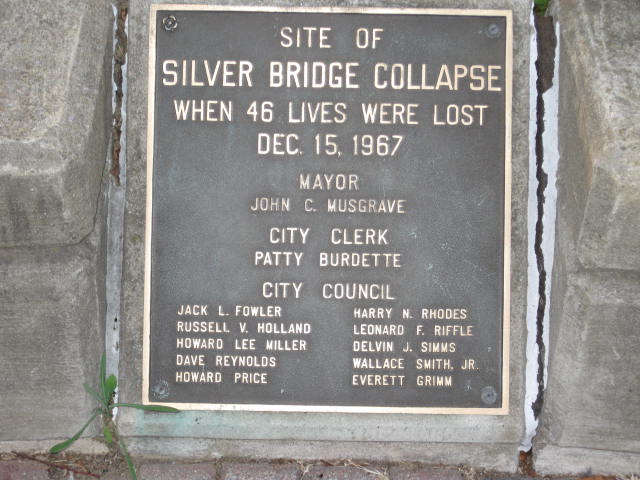 SITE OF
SILVER BRIDGE COLLAPSE
WHEN 46 LIVES WERE LOST
DEC. 15, 1967
MAYOR
JOHN C. MUSGRAVE
CITY CLERK
PATTY BURDETTE
CITY COUNCIL
JACK L. FOWLER
RUSSELL V. HOLLAND
HOWARD LEE MILLER
DAVE REYNOLDS
HOWARD PRICE
HARRY N. RHODES
LEONARD F. RIFFLE
DELVIN J. SIMMS
WALLACE SMITH, JR.
EVERETT GRIMM